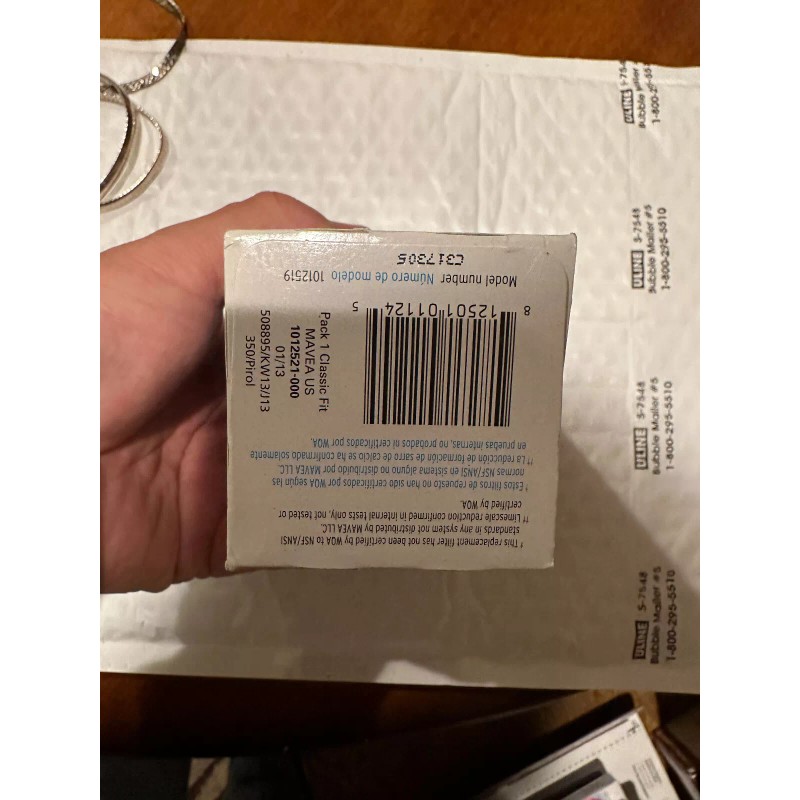 † This replacement filter has not been certified by WQA to NSF/ANSI
standards in any system not distributed by MAVEA LLC.
†† Limescale reduction confirmed in internal tests only, not tested or
certified by WQA.
† Estos filtros de repuesto no han sido certificados por WQA según las
normas NSF/ANSI en sistema alguno no distribuido por MAVEA LLC.
†† La reducción de formación de sarro de calcio se ha confirmado solamente
en pruebas internas, no probados ni certificados por WQA.
8 12501 01124 5
Model number Número de modelo 1012519
C317305
Pack 1 Classic Fit
MAVEA US
1012521-000
01/13
508895/KW13/J13
350/Pirol
ULINE S-7548
Bubble Mailer #5
1-800-295-5510
ULINE S-7548
Bubble Mailer #5
1-800-295-5510
ULINE S-7548
Bubble Mailer #5
1-800-295-5510
ULINE
Bubble Mailer